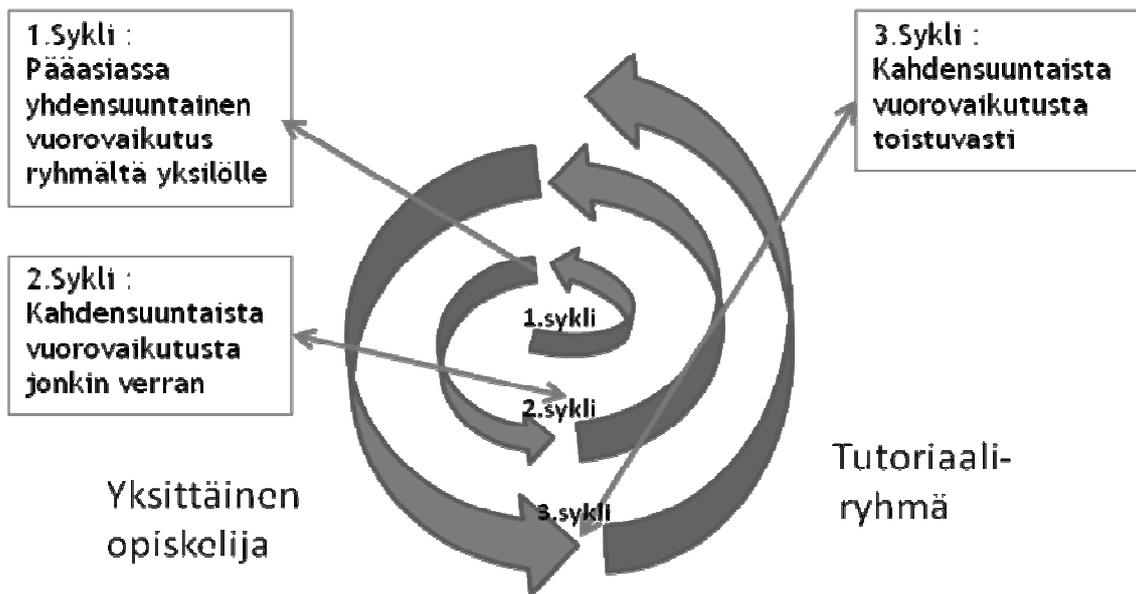 1.Sykli :
Pääasiassa
yhdensuuntainen
vuorovaikutus
ryhmältä yksilölle
3.Sykli :
Kahdensuuntaista
vuorovaikutusta
toistuvasti
2.Sykli :
Kahdensuuntaista
vuorovaikutusta
jonkin verran
1.sykli
2.sykli
3.sykli
Yksittäinen
opiskelija
Tutoriaali-
ryhmä